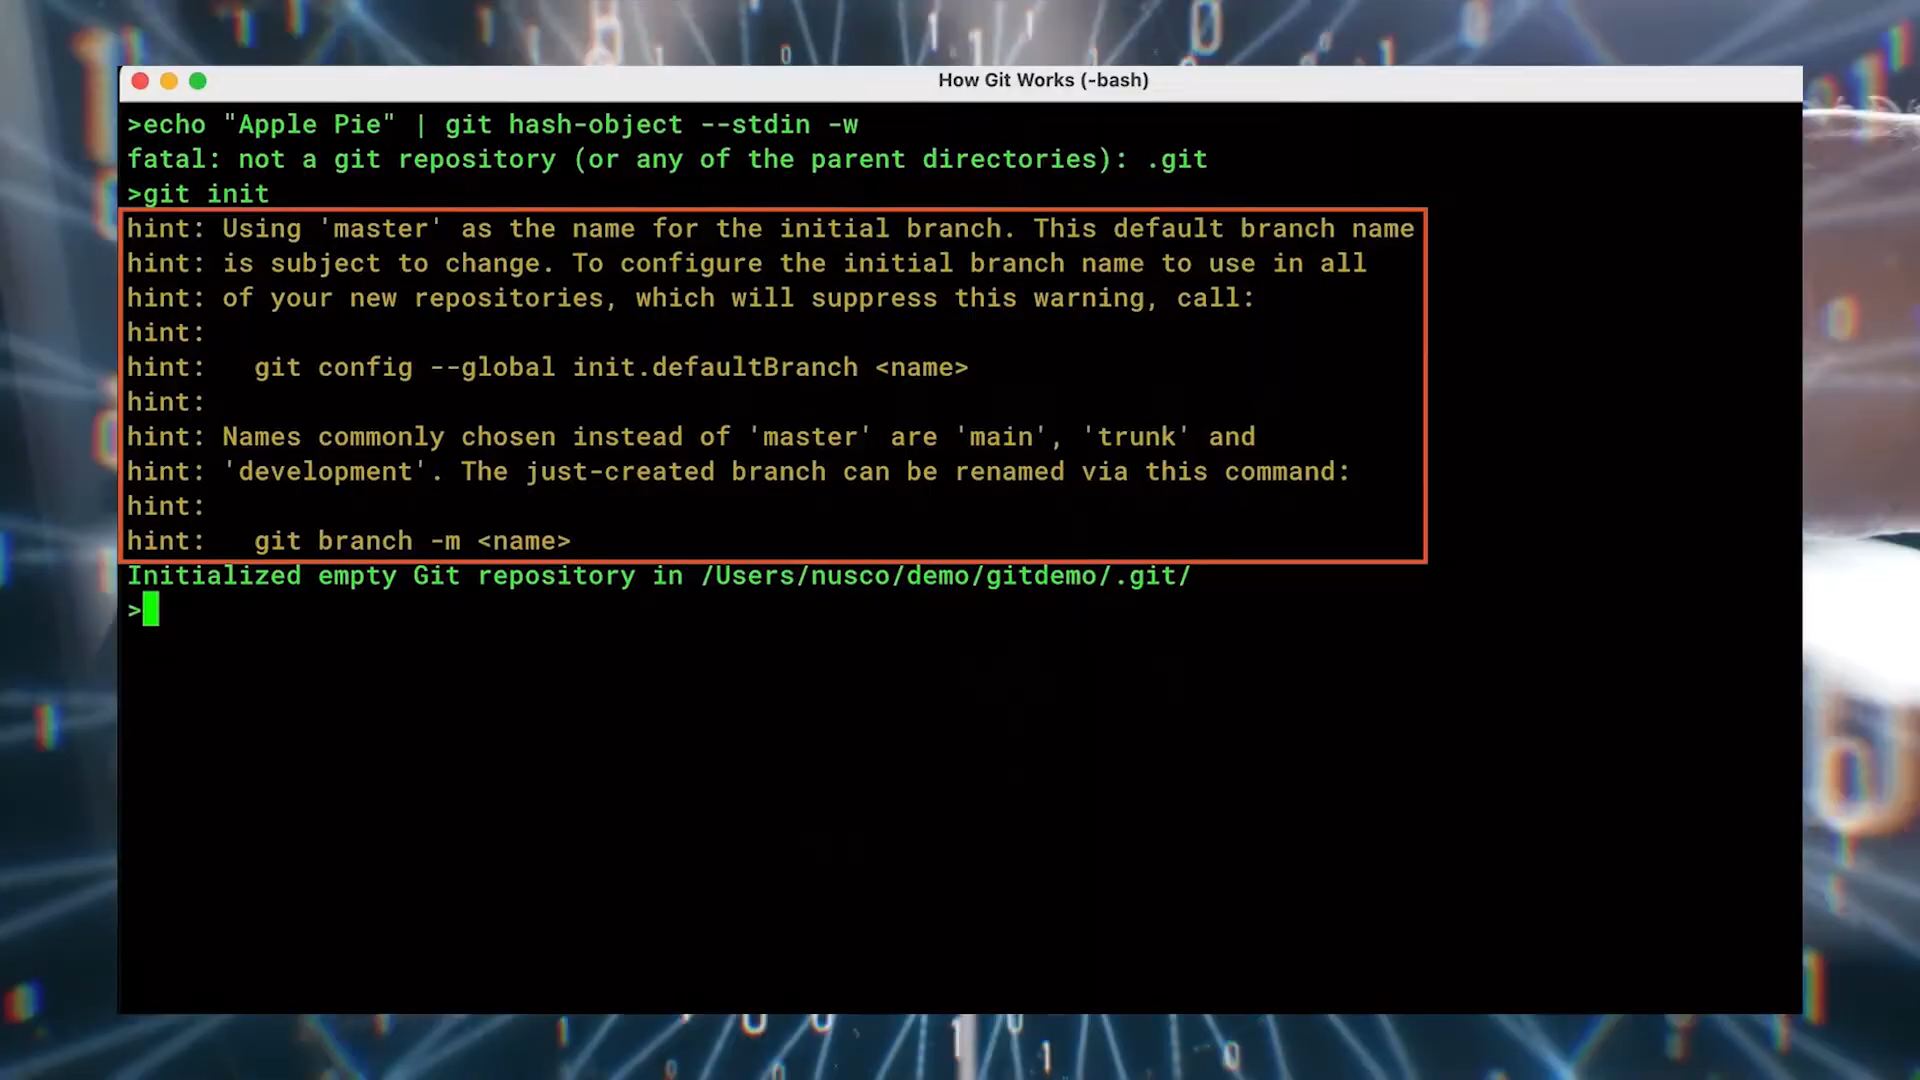 How Git Works (-bash)
>echo "Apple Pie" | git hash-object --stdin -w
fatal: not a git repository (or any of the parent directories): .git
>git init
hint: Using 'master' as the name for the initial branch. This default branch name
hint: is subject to change. To configure the initial branch name to use in all
hint: of your new repositories, which will suppress this warning, call:
hint:
hint:   git config --global init.defaultBranch <name>
hint:
hint: Names commonly chosen instead of 'master' are 'main', 'trunk' and
hint: 'development'. The just-created branch can be renamed via this command:
hint:
hint:   git branch -m <name>
Initialized empty Git repository in /Users/nusco/demo/gitdemo/.git/
>